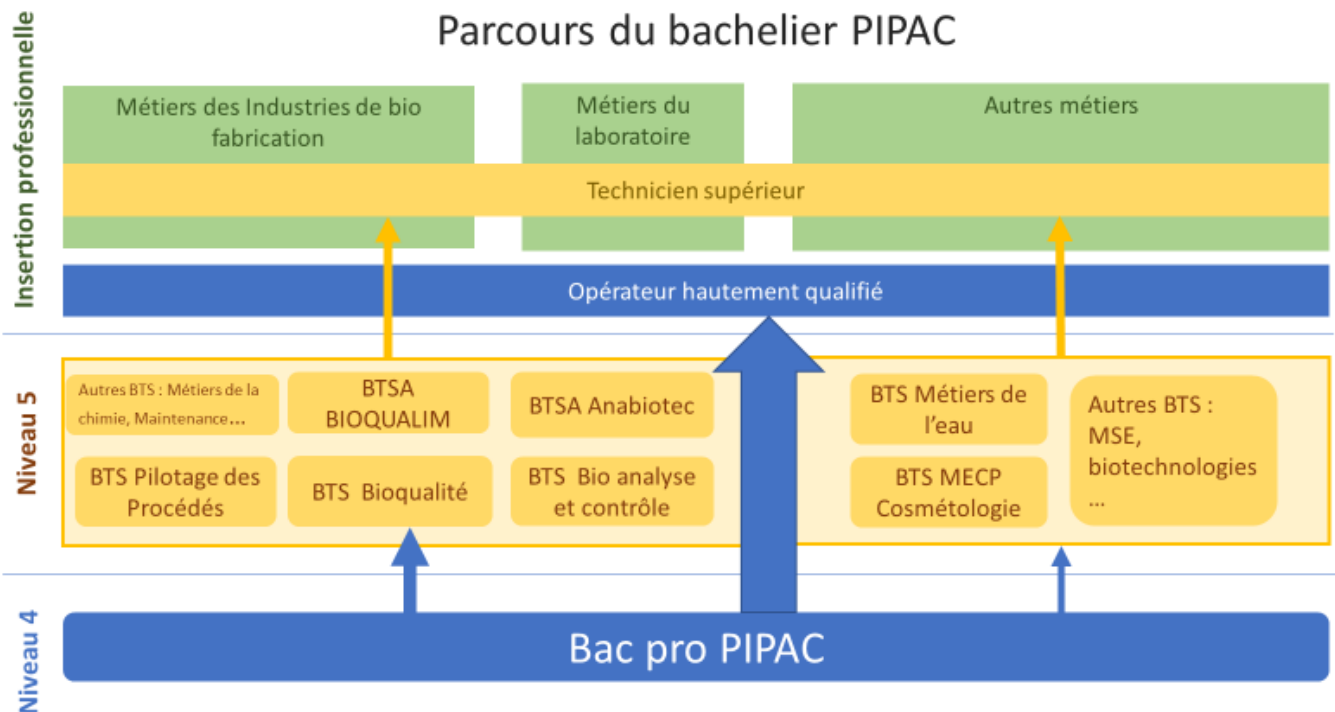 Parcours du bachelier PIPAC
Insertion professionnelle
Métiers des Industries de bio
fabrication
Métiers du
laboratoire
Autres métiers
Technicien supérieur
Opérateur hautement qualifié
Niveau 5
Autres BTS : Métiers de la
chimie, Maintenance...
BTSA
BIOQUALIM
BTSA Anabiotec
BTS Métiers de
l'eau
Autres BTS :
MSE,
biotechnologies
...
BTS Pilotage des
Procédés
BTS Bioqualité
BTS Bio analyse
et contrôle
BTS MECP
Cosmétologie
Niveau 4
Bac pro PIPAC